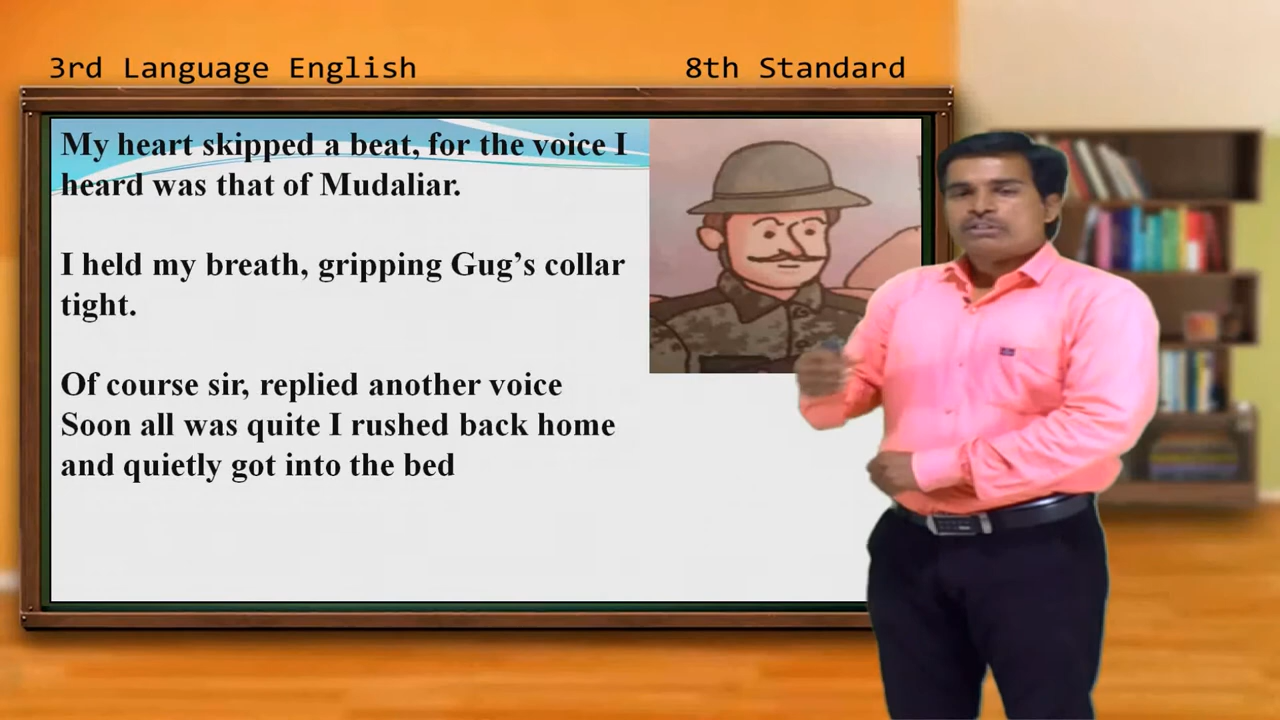 3rd Language English
8th Standard
My heart skipped a beat, for the voice I
heard was that of Mudaliar.
I held my breath, gripping Gug's collar
tight.
Of course sir, replied another voice
Soon all was quite I rushed back home
and quietly got into the bed